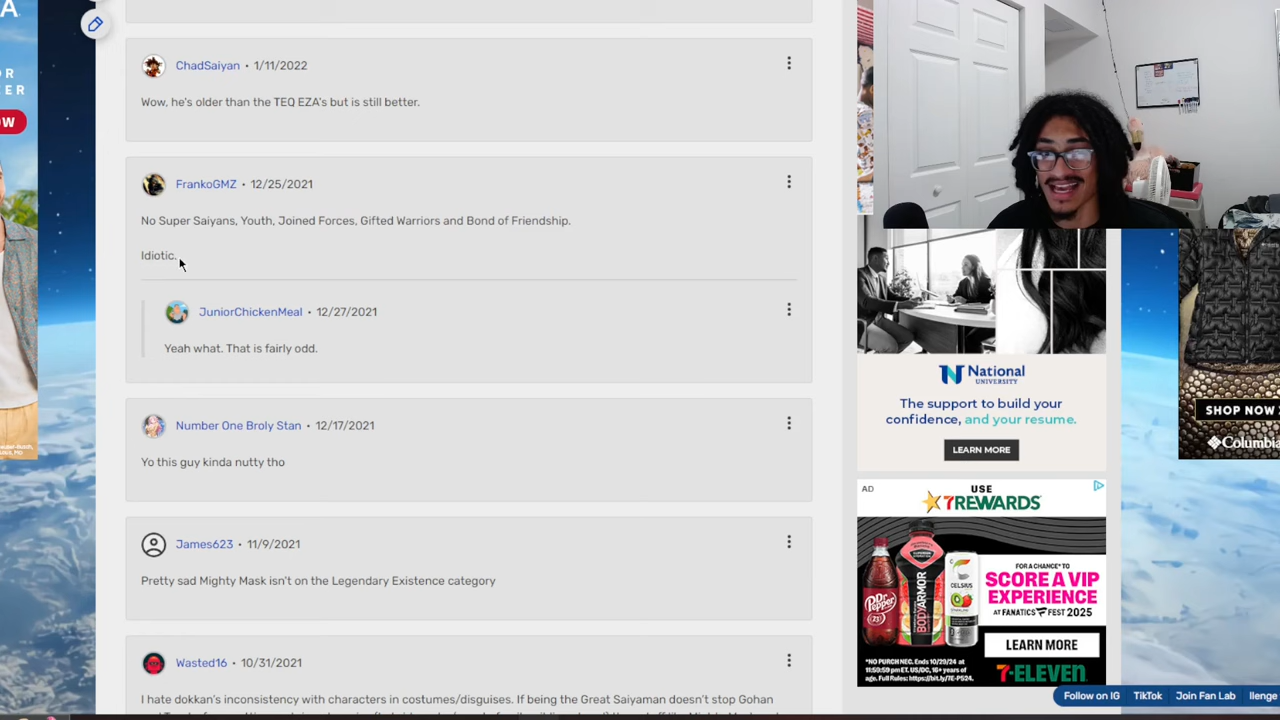 A
ChadSaiyan • 1/11/2022
Wow, he's older than the TEQ EZA's but is still better.
FrankoGMZ • 12/25/2021
No Super Saiyans, Youth, Joined Forces, Gifted Warriors and Bond of Friendship.
Idiotic.
JuniorChickenMeal • 12/27/2021
Yeah what. That is fairly odd.
Number One Broly Stan • 12/17/2021
Yo this guy kinda nutty tho
James623 • 11/9/2021
Pretty sad Mighty Mask isn't on the Legendary Existence category
Wasted16 • 10/31/2021
I hate dokkan's inconsistency with characters in costumes/disguises. If being the Great Saiyaman doesn't stop Gohan
National
UNIVERSITY
The support to build your
confidence, and your resume.
LEARN MORE
AD
USE
7REWARDS
Dr Pepper
BODYARMOR
CELSIUS
FOR A CHANCE* TO
SCORE A VIP
EXPERIENCE
AT FANATICS FEST 2025
LEARN MORE
7-ELEVEN
SHOP NOW
Columbia
Follow on IG
TikTok
Join Fan Lab
llenge